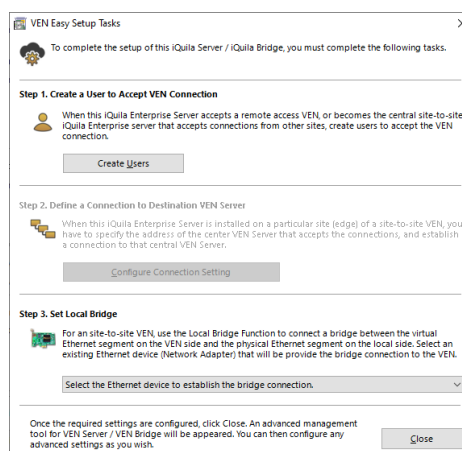 VEN Easy Setup Tasks
To complete the setup of this iQuila Server / iQuila Bridge, you must complete the following tasks.
Step 1. Create a User to Accept VEN Connection
When this iQuila Enterprise Server accepts a remote access VEN, or becomes the central site-to-site
iQuila Enterprise server that accepts connections from other sites, create users to accept the VEN
connection.
Create Users
Step 2. Define a Connection to Destination VEN Server
When this iQuila Enterprise Server is installed on a particular site (edge) of a site-to-site VEN, you
have to specify the address of the center VEN Server that accepts the connections, and establish
a connection to that central VEN Server.
Configure Connection Setting
Step 3. Set Local Bridge
For an site-to-site VEN, use the Local Bridge Function to connect a bridge between the virtual
Ethernet segment on the VEN side and the physical Ethernet segment on the local side. Select an
existing Ethernet device (Network Adapter) that will be provide the bridge connection to the VEN.
Select the Ethernet device to establish the bridge connection.
Once the required settings are configured, click Close. An advanced management
tool for VEN Server / VEN Bridge will be appeared. You can then configure any
advanced settings as you wish.
Close